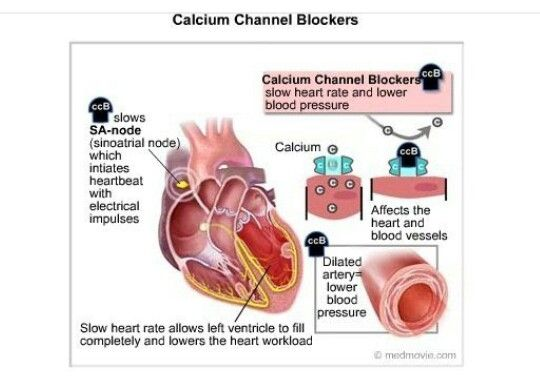 Calcium Channel Blockers
Calcium Channel Blockers
slow heart rate and lower
blood pressure
ccB
ccB
slows
SA-node
(sinoatrial node)
which
intiates
heartbeat
with
electrical
impulses
Calcium
C
C
C
C
C
C
C
C
C
C
ccB
Affects the
heart and
blood vessels
ccB
Dilated
artery=
lower
blood
pressure
Slow heart rate allows left ventricle to fill
completely and lowers the heart workload
© medmovie.com